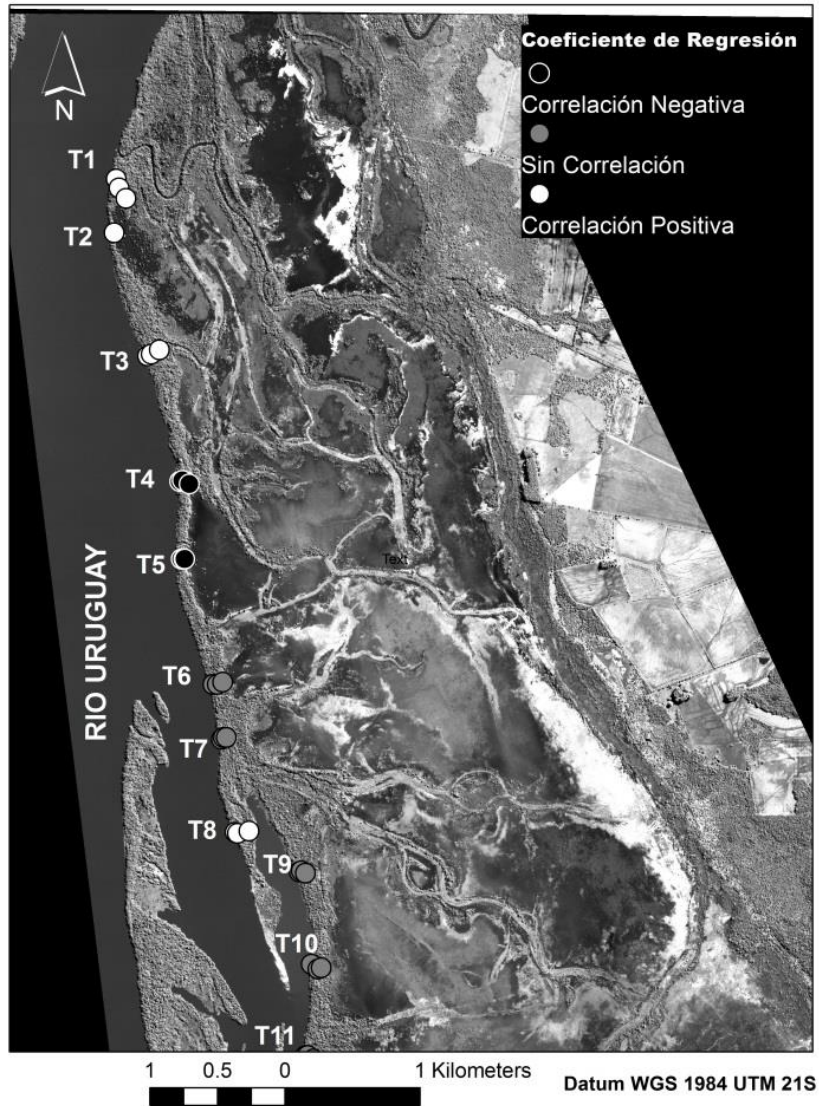 Coeficiente de Regresión
Correlación Negativa
Sin Correlación
Correlación Positiva
N
T1
T2
T3
T4
T5
Text
RIO URUGUAY
T6
T7
T8
T9
T10
T11
1 0.5 0 1 Kilometers
Datum WGS 1984 UTM 21S